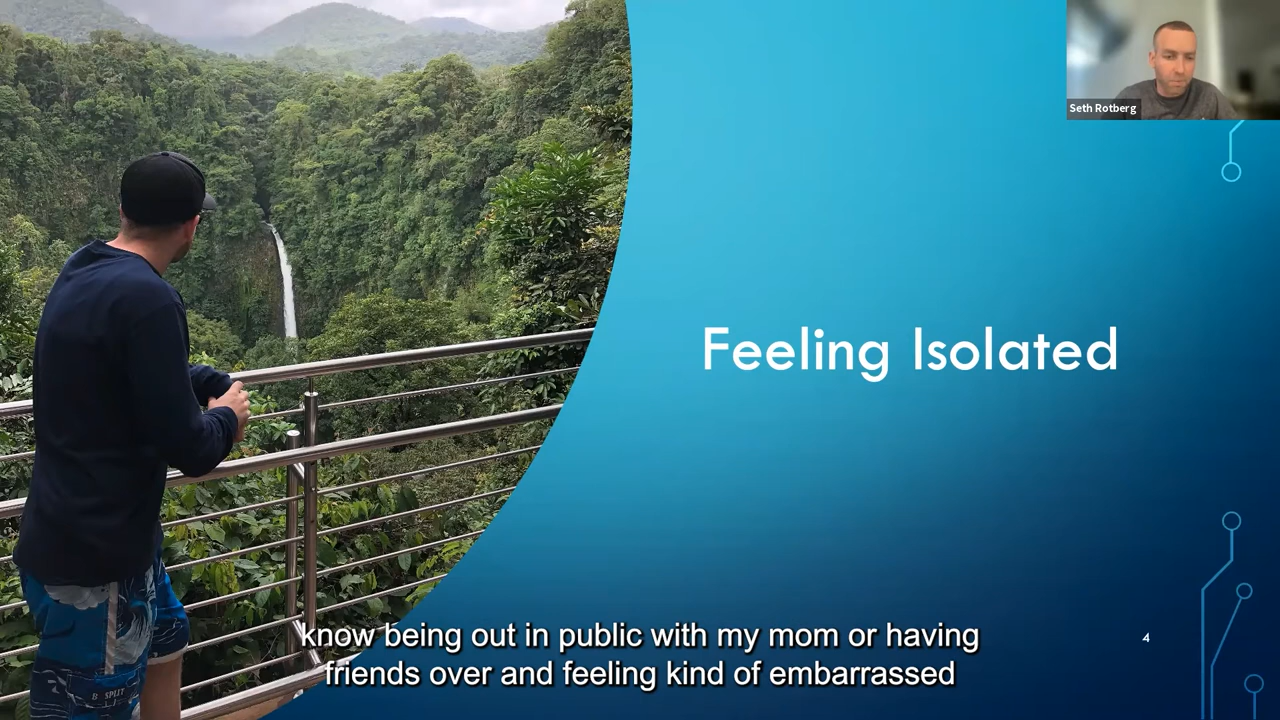 Seth Rotberg
Feeling Isolated
know being out in public with my mom or having
friends over and feeling kind of embarrassed
4
B SPLIT